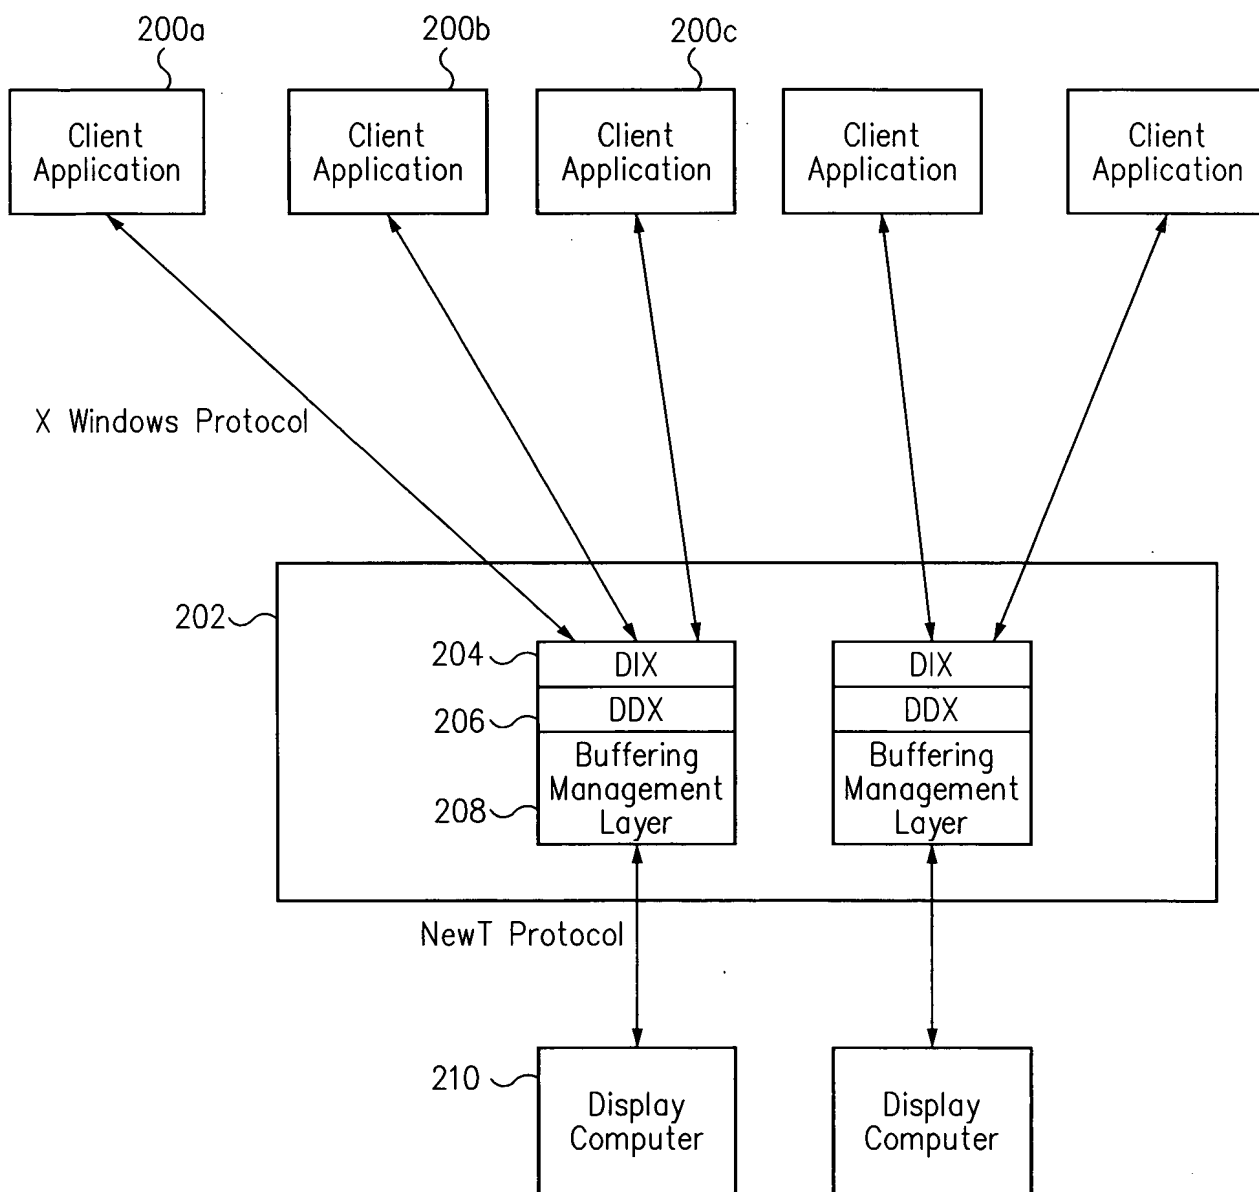 200a
200b
200c
Client
Application
Client
Application
Client
Application
Client
Application
Client
Application
X Windows Protocol
202
204
DIX
DIX
206
DDX
DDX
208
Buffering
Management
Layer
Buffering
Management
Layer
NewT Protocol
210
Display
Computer
Display
Computer